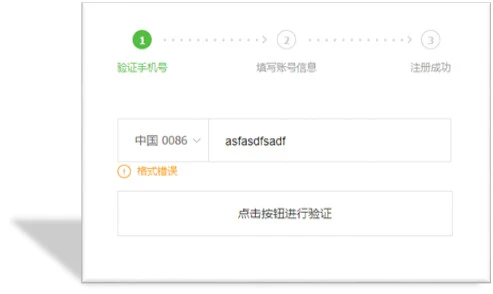 1 2 3
验证手机号 填写账号信息 注册成功
中国 0086 asfasdfsadf
格式错误
点击按钮进行验证